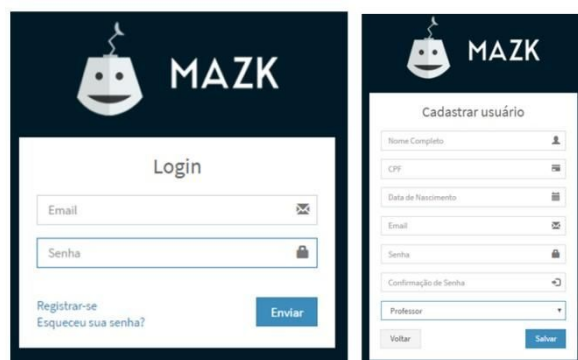 MAZK
Login
Email
Senha
Registrar-se
Esqueceu sua senha?
Enviar
MAZK
Cadastrar usuário
Nome Completo
CPF
Data de Nascimento
Email
Senha
Confirmação de Senha
Professor
Voltar
Salvar